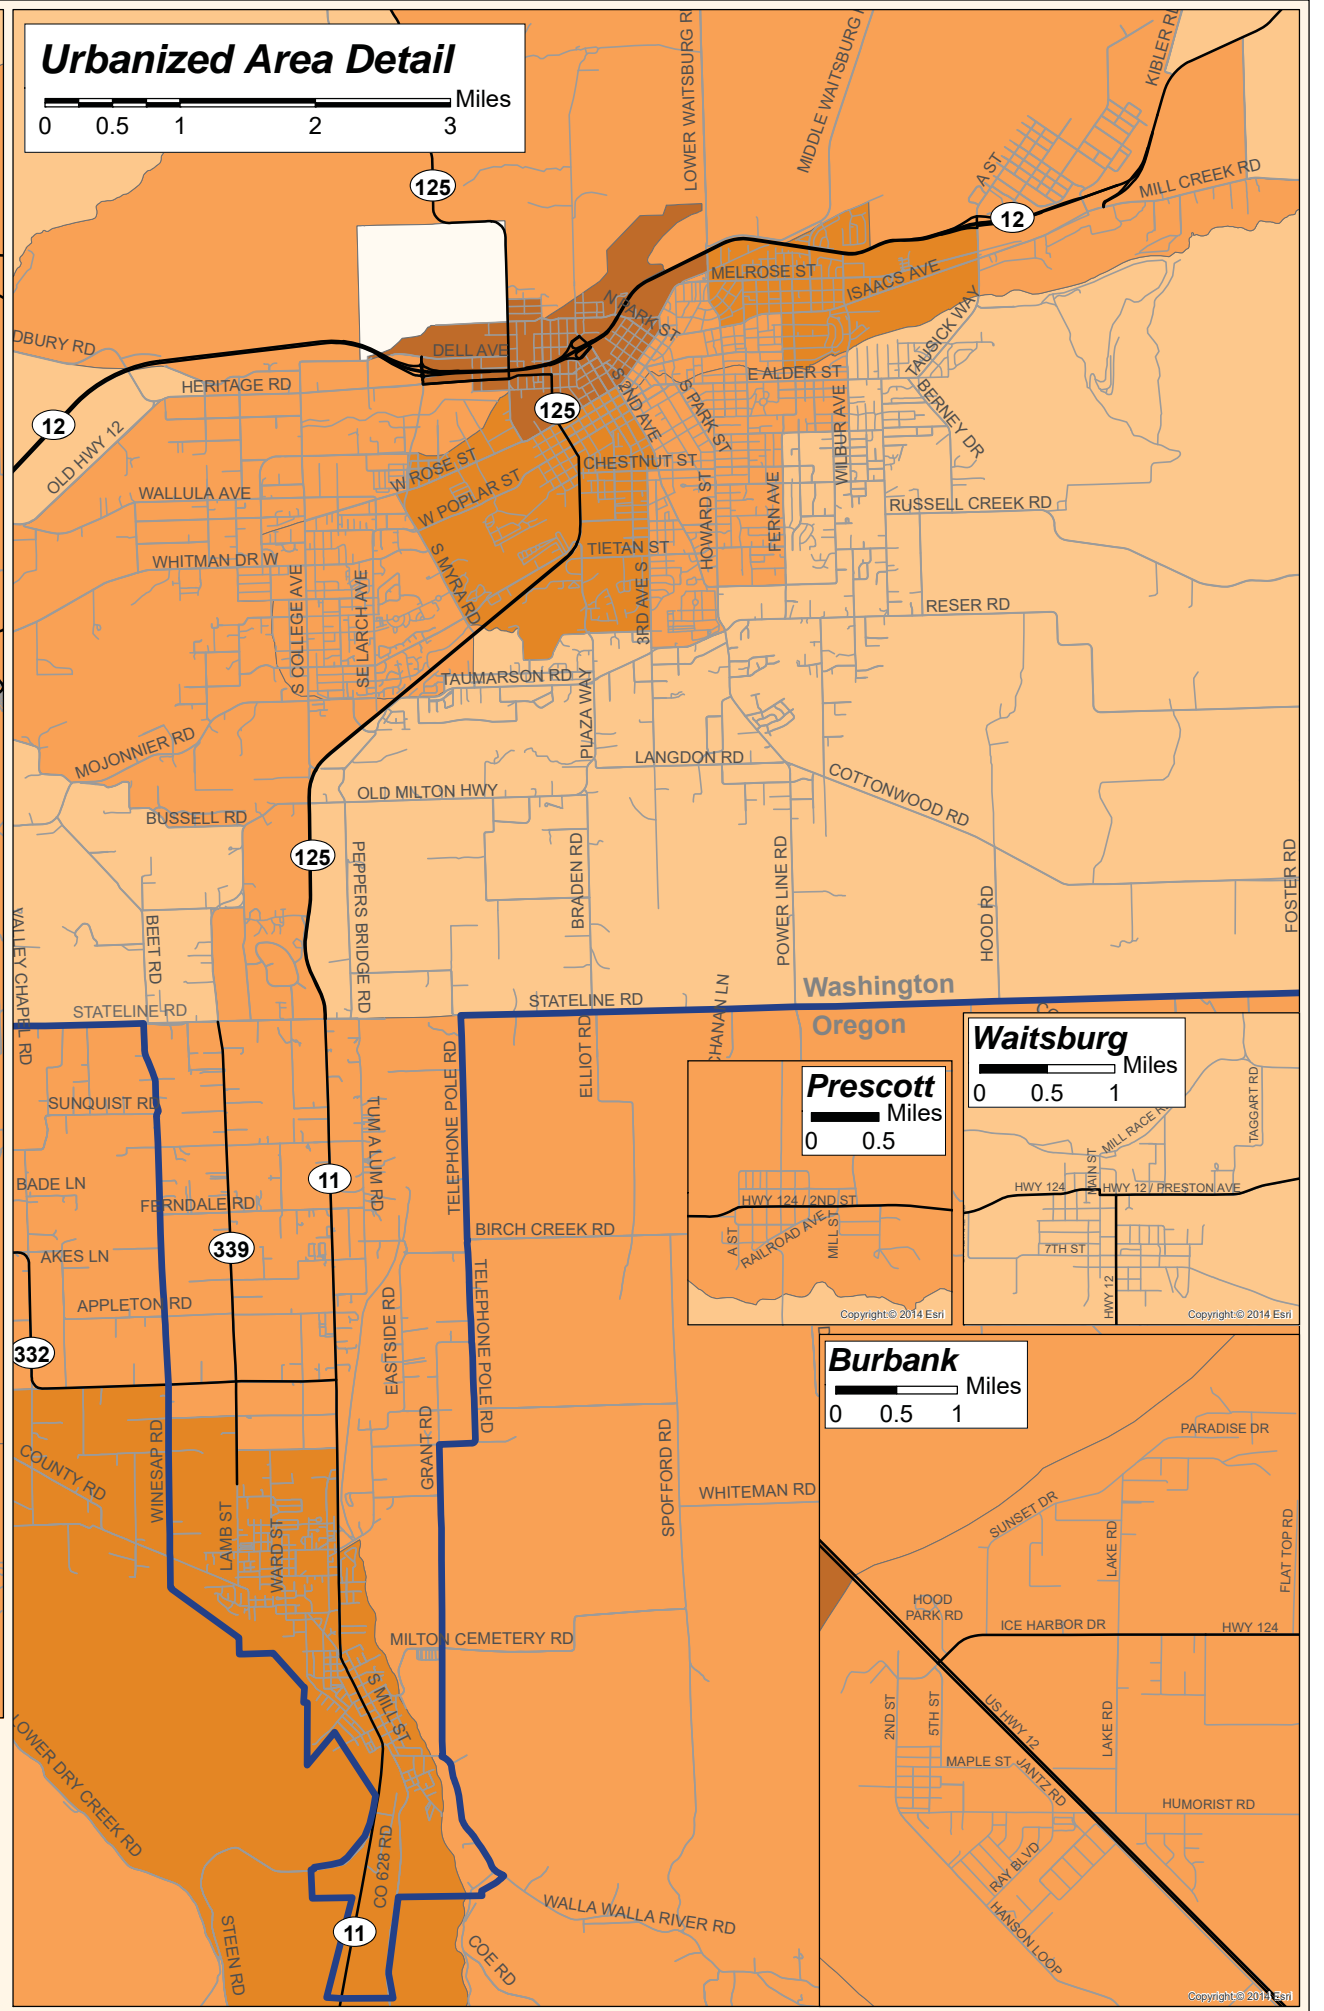 Urbanized Area Detail
Miles
0 0.5 1 2 3
LOWER WAITSBURG
MIDDLE WAITSBURG
KIBLER RD
125
A ST
MILL CREEK RD
12
MELROSE ST
ISAACS AVE
N PARK ST
TAUSICK WAY
DBURY RD
DELL AVE
HERITAGE RD
E ALDER ST
S 2ND AVE
S PARK ST
WILBUR AVE
BERNEY DR
12
125
OLD HWY 12
W ROSE ST
CHESTNUT ST
WALLULA AVE
W POPLAR ST
HOWARD ST
FERN AVE
RUSSELL CREEK RD
WHITMAN DR W
S MYRA RD
TIETAN ST
S COLLEGE AVE
SE LARCH AVE
3RD AVE S
RESER RD
TAUMARSON RD
PLAZA WAY
MOJONNIER RD
LANGDON RD
OLD MILTON HWY
COTTONWOOD RD
BUSSELL RD
125
PEPPERS BRIDGE RD
BRADEN RD
POWER LINE RD
HOOD RD
FOSTER RD
VALLEY CHAPEL RD
BEET RD
STATELINE RD
STATELINE RD
CHANAN LN
Washington
Oregon
ELLIOT RD
TELEPHONE POLE RD
SUNQUIST RD
TUM A LUM RD
BADE LN
11
FERNDALE RD
BIRCH CREEK RD
339
AKES LN
APPLETON RD
EASTSIDE RD
TELEPHONE POLE RD
332
GRANT RD
COUNTY RD
WINESAP RD
SPOFFORD RD
WHITEMAN RD
LAMB ST
WARD ST
MILTON CEMETERY RD
S MILL ST
LOWER DRY CREEK RD
CO 628 RD
WALLA WALLA RIVER RD
11
STEEN RD
COE RD
Prescott
Miles
0 0.5
HWY 124 / 2ND ST
A ST
RAILROAD AVE
MILL ST
Copyright:© 2014 Esri
Waitsburg
Miles
0 0.5 1
TAGGART RD
MILL RACE R
MAIN ST
HWY 124
HWY 12 / PRESTON AVE
7TH ST
HWY 12
Copyright:© 2014 Esri
Burbank
Miles
0 0.5 1
PARADISE DR
SUNSET DR
LAKE RD
FLAT TOP RD
HOOD
PARK RD
ICE HARBOR DR
HWY 124
2ND ST
5TH ST
US HWY 12
LAKE RD
MAPLE ST
JANTZ RD
HUMORIST RD
RAY BLVD
HANSON LOOP
Copyright:© 2014 Esri